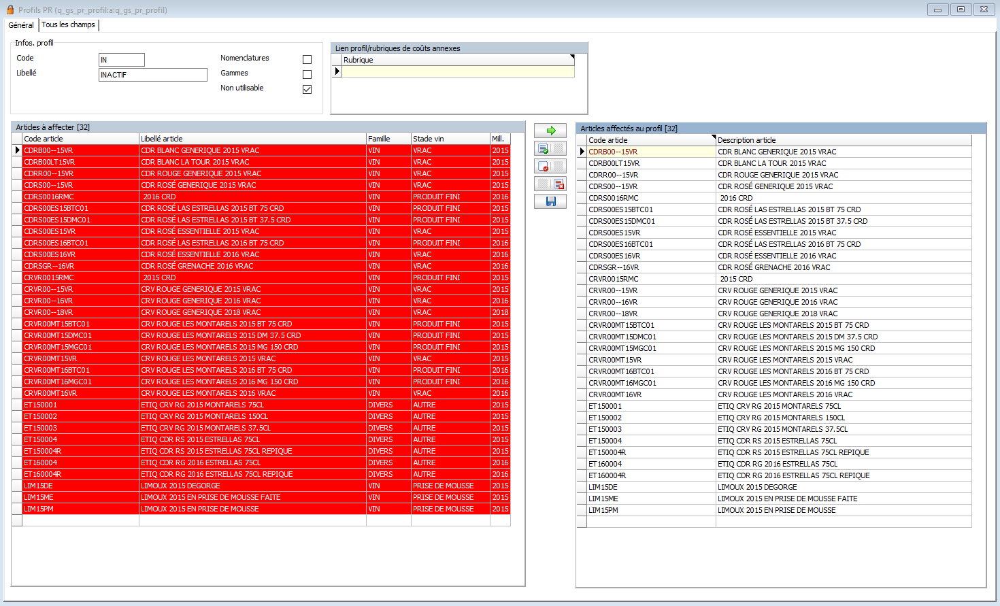 Profils PR (q_gs_pr_profil:a:q_gs_pr_profil)
Général Tous les champs
Infos. profil
Code IN Nomenclatures
Libellé INACTIF Gammes
Non utilisable
Lien profil/rubriques de coûts annexes
Rubrique
Articles à affecter [32]
Code article Libellé article Famille Stade vin Mill.
CDRB00--15VR CDR BLANC GENERIQUE 2015 VRAC VIN VRAC 2015
CDRB00LT15VR CDR BLANC LA TOUR 2015 VRAC VIN VRAC 2015
CDRR00--15VR CDR ROUGE GENERIQUE 2015 VRAC VIN VRAC 2015
CDRS00--15VR CDR ROSÉ GENERIQUE 2015 VRAC VIN VRAC 2015
CDRS0016RMC 2016 CRD VIN PRODUIT FINI 2016
CDRS00ES15BTC01 CDR ROSÉ LAS ESTRELLAS 2015 BT 75 CRD VIN PRODUIT FINI 2015
CDRS00ES15DMC01 CDR ROSÉ LAS ESTRELLAS 2015 BT 37.5 CRD VIN PRODUIT FINI 2015
CDRS00ES15VR CDR ROSÉ ESSENTIELLE 2015 VRAC VIN VRAC 2015
CDRS00ES16BTC01 CDR ROSÉ LAS ESTRELLAS 2016 BT 75 CRD VIN PRODUIT FINI 2016
CDRS00ES16VR CDR ROSÉ ESSENTIELLE 2016 VRAC VIN VRAC 2016
CDRSGR--16VR CDR ROSÉ GRENACHE 2016 VRAC VIN VRAC 2016
CRVR0015RMC 2015 CRD VIN PRODUIT FINI 2015
CRVR00--15VR CRV ROUGE GENERIQUE 2015 VRAC VIN VRAC 2015
CRVR00--16VR CRV ROUGE GENERIQUE 2016 VRAC VIN VRAC 2016
CRVR00--18VR CRV ROUGE GENERIQUE 2018 VRAC VIN VRAC 2018
CRVR00MT15BTC01 CRV ROUGE LES MONTARELS 2015 BT 75 CRD VIN PRODUIT FINI 2015
CRVR00MT15DMC01 CRV ROUGE LES MONTARELS 2015 DM 37.5 CRD VIN PRODUIT FINI 2015
CRVR00MT15MGC01 CRV ROUGE LES MONTARELS 2015 MG 150 CRD VIN PRODUIT FINI 2015
CRVR00MT15VR CRV ROUGE LES MONTARELS 2015 VRAC VIN VRAC 2015
CRVR00MT16BTC01 CRV ROUGE LES MONTARELS 2016 BT 75 CRD VIN PRODUIT FINI 2016
CRVR00MT16MGC01 CRV ROUGE LES MONTARELS 2016 MG 150 CRD VIN PRODUIT FINI 2016
CRVR00MT16VR CRV ROUGE LES MONTARELS 2016 VRAC VIN VRAC 2016
ET150001 ETIQ CRV RG 2015 MONTARELS 75CL DIVERS AUTRE 2015
ET150002 ETIQ CRV RG 2015 MONTARELS 150CL DIVERS AUTRE 2015
ET150003 ETIQ CRV RG 2015 MONTARELS 37.5CL DIVERS AUTRE 2015
ET150004 ETIQ CDR RS 2015 ESTRELLAS 75CL DIVERS AUTRE 2015
ET150004R ETIQ CDR RS 2015 ESTRELLAS 75CL REPIQUE DIVERS AUTRE 2015
ET160004 ETIQ CDR RG 2016 ESTRELLAS 75CL DIVERS AUTRE 2016
ET160004R ETIQ CDR RG 2016 ESTRELLAS 75CL REPIQUE DIVERS AUTRE 2016
LIM15DE LIMOUX 2015 DEGORGE VIN PRISE DE MOUSSE 2015
LIM15ME LIMOUX 2015 EN PRISE DE MOUSSE FAITE VIN PRISE DE MOUSSE 2015
LIM15PM LIMOUX 2015 EN PRISE DE MOUSSE VIN PRISE DE MOUSSE 2015
Articles affectés au profil [32]
Code article Description article
CDRB00--15VR CDR BLANC GENERIQUE 2015 VRAC
CDRB00LT15VR CDR BLANC LA TOUR 2015 VRAC
CDRR00--15VR CDR ROUGE GENERIQUE 2015 VRAC
CDRS00--15VR CDR ROSÉ GENERIQUE 2015 VRAC
CDRS0016RMC 2016 CRD
CDRS00ES15BTC01 CDR ROSÉ LAS ESTRELLAS 2015 BT 75 CRD
CDRS00ES15DMC01 CDR ROSÉ LAS ESTRELLAS 2015 BT 37.5 CRD
CDRS00ES15VR CDR ROSÉ ESSENTIELLE 2015 VRAC
CDRS00ES16BTC01 CDR ROSÉ LAS ESTRELLAS 2016 BT 75 CRD
CDRS00ES16VR CDR ROSÉ ESSENTIELLE 2016 VRAC
CDRSGR--16VR CDR ROSÉ GRENACHE 2016 VRAC
CRVR0015RMC 2015 CRD
CRVR00--15VR CRV ROUGE GENERIQUE 2015 VRAC
CRVR00--16VR CRV ROUGE GENERIQUE 2016 VRAC
CRVR00--18VR CRV ROUGE GENERIQUE 2018 VRAC
CRVR00MT15BTC01 CRV ROUGE LES MONTARELS 2015 BT 75 CRD
CRVR00MT15DMC01 CRV ROUGE LES MONTARELS 2015 DM 37.5 CRD
CRVR00MT15MGC01 CRV ROUGE LES MONTARELS 2015 MG 150 CRD
CRVR00MT15VR CRV ROUGE LES MONTARELS 2015 VRAC
CRVR00MT16BTC01 CRV ROUGE LES MONTARELS 2016 BT 75 CRD
CRVR00MT16MGC01 CRV ROUGE LES MONTARELS 2016 MG 150 CRD
CRVR00MT16VR CRV ROUGE LES MONTARELS 2016 VRAC
ET150001 ETIQ CRV RG 2015 MONTARELS 75CL
ET150002 ETIQ CRV RG 2015 MONTARELS 150CL
ET150003 ETIQ CRV RG 2015 MONTARELS 37.5CL
ET150004 ETIQ CDR RS 2015 ESTRELLAS 75CL
ET150004R ETIQ CDR RS 2015 ESTRELLAS 75CL REPIQUE
ET160004 ETIQ CDR RG 2016 ESTRELLAS 75CL
ET160004R ETIQ CDR RG 2016 ESTRELLAS 75CL REPIQUE
LIM15DE LIMOUX 2015 DEGORGE
LIM15ME LIMOUX 2015 EN PRISE DE MOUSSE FAITE
LIM15PM LIMOUX 2015 EN PRISE DE MOUSSE